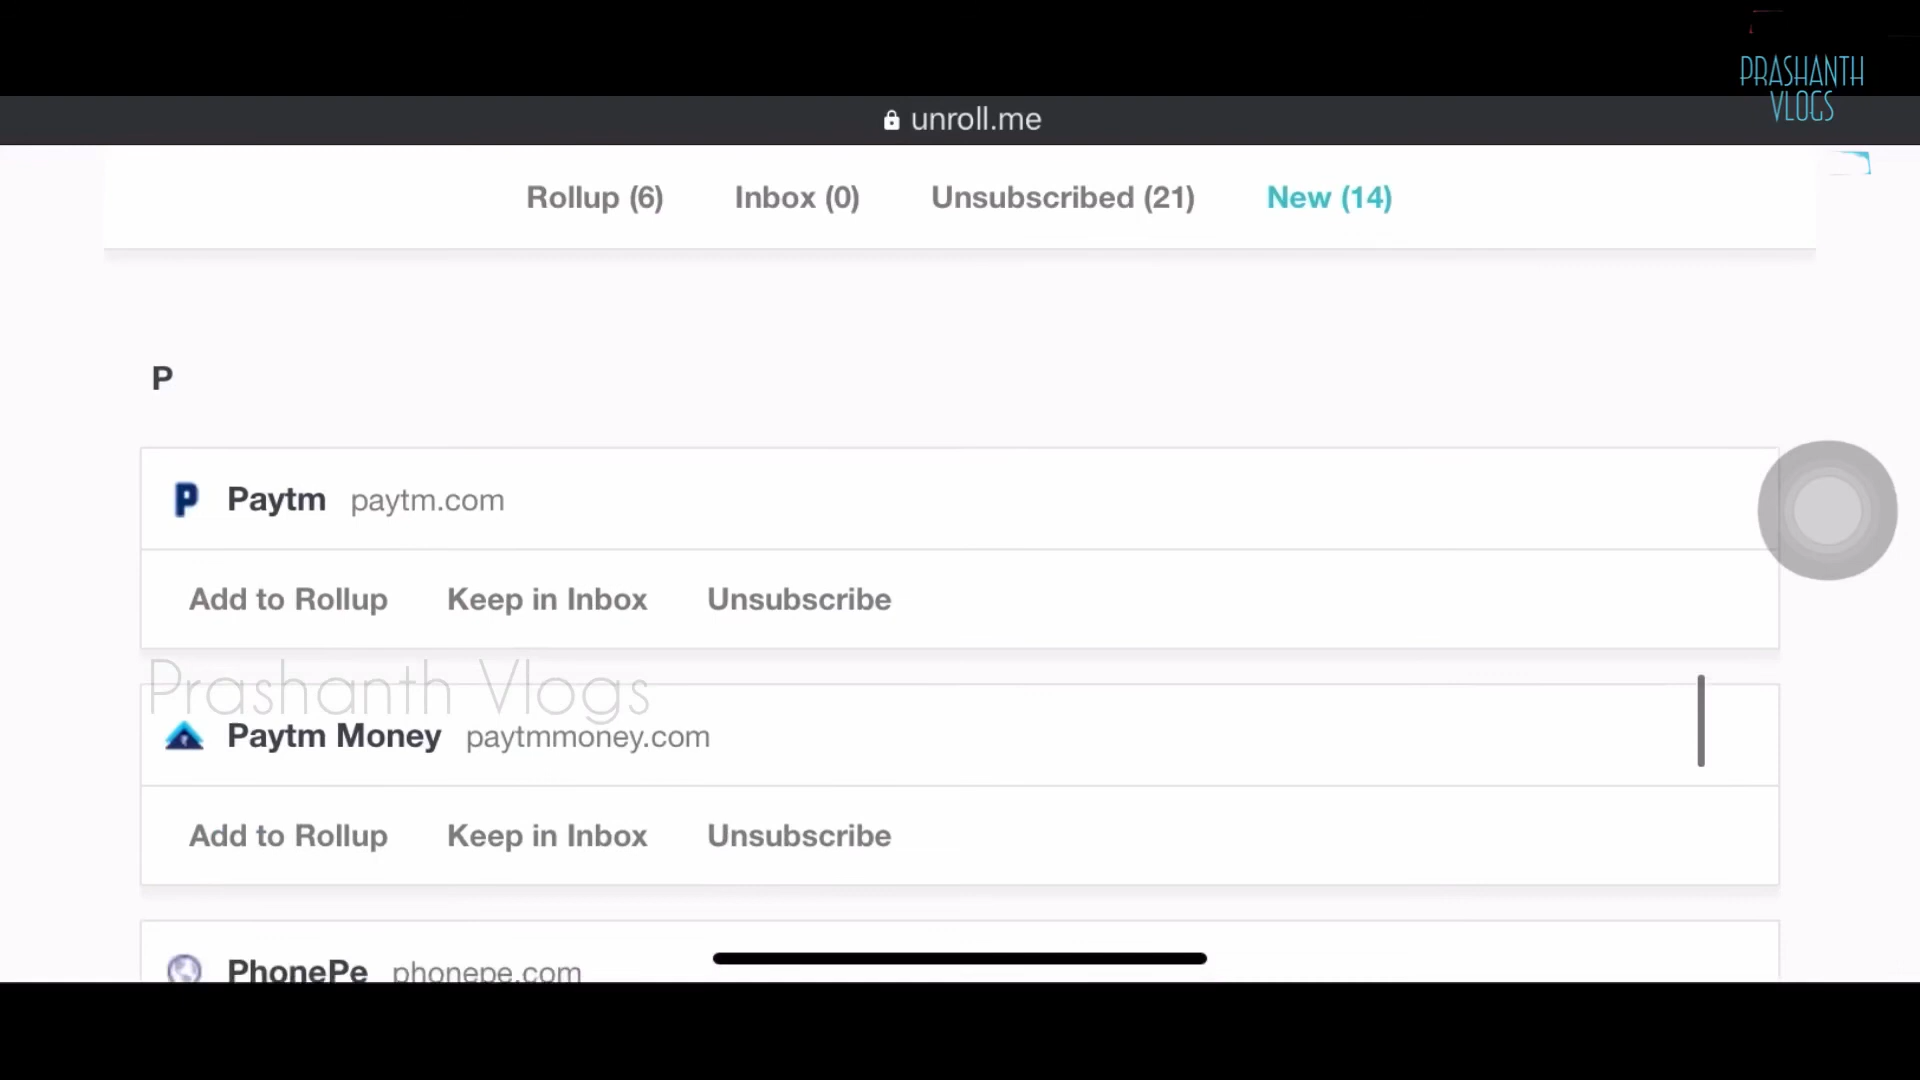 PRASHANTH
VLOGS
unroll.me
Rollup (6) Inbox (0) Unsubscribed (21) New (14)
P
Paytm paytm.com
Add to Rollup Keep in Inbox Unsubscribe
Prashanth Vlogs
Paytm Money paytmmoney.com
Add to Rollup Keep in Inbox Unsubscribe
PhonePe phonepe.com